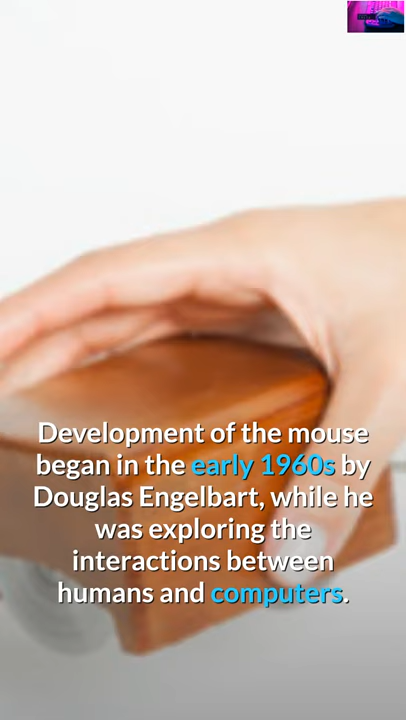 Development of the mouse
began in the early 1960s by
Douglas Engelbart, while he
was exploring the
interactions between
humans and computers.